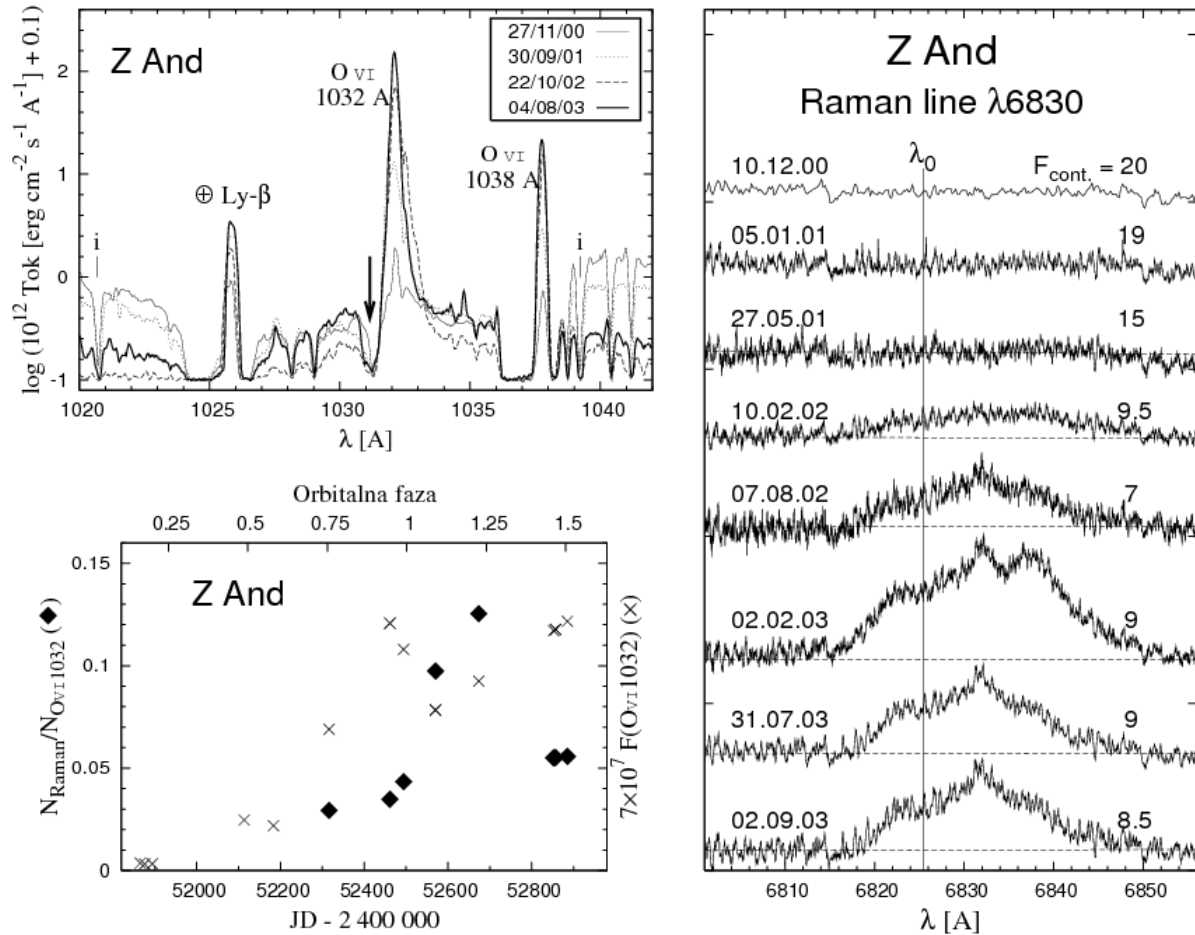 Z And
27/11/00
30/09/01
22/10/02
04/08/03
O VI
1032 A
O VI
1038 A
⊕ Ly-β
i
i
log (10¹² Tok [erg cm⁻² s⁻¹ A⁻¹] + 0.1)
2
1
0
-1
1020
1025
1030
1035
1040
λ [A]
Orbitalna faza
0.25
0.5
0.75
1
1.25
1.5
Z And
N_Raman/N_OVI1032 (◆)
0.15
0.1
0.05
0
7×10⁷ F(OVI1032) (×)
52000
52200
52400
52600
52800
JD - 2 400 000
Z And
Raman line λ6830
λ₀
10.12.00 F_cont. = 20
05.01.01 19
27.05.01 15
10.02.02 9.5
07.08.02 7
02.02.03 9
31.07.03 9
02.09.03 8.5
6810
6820
6830
6840
6850
λ [A]